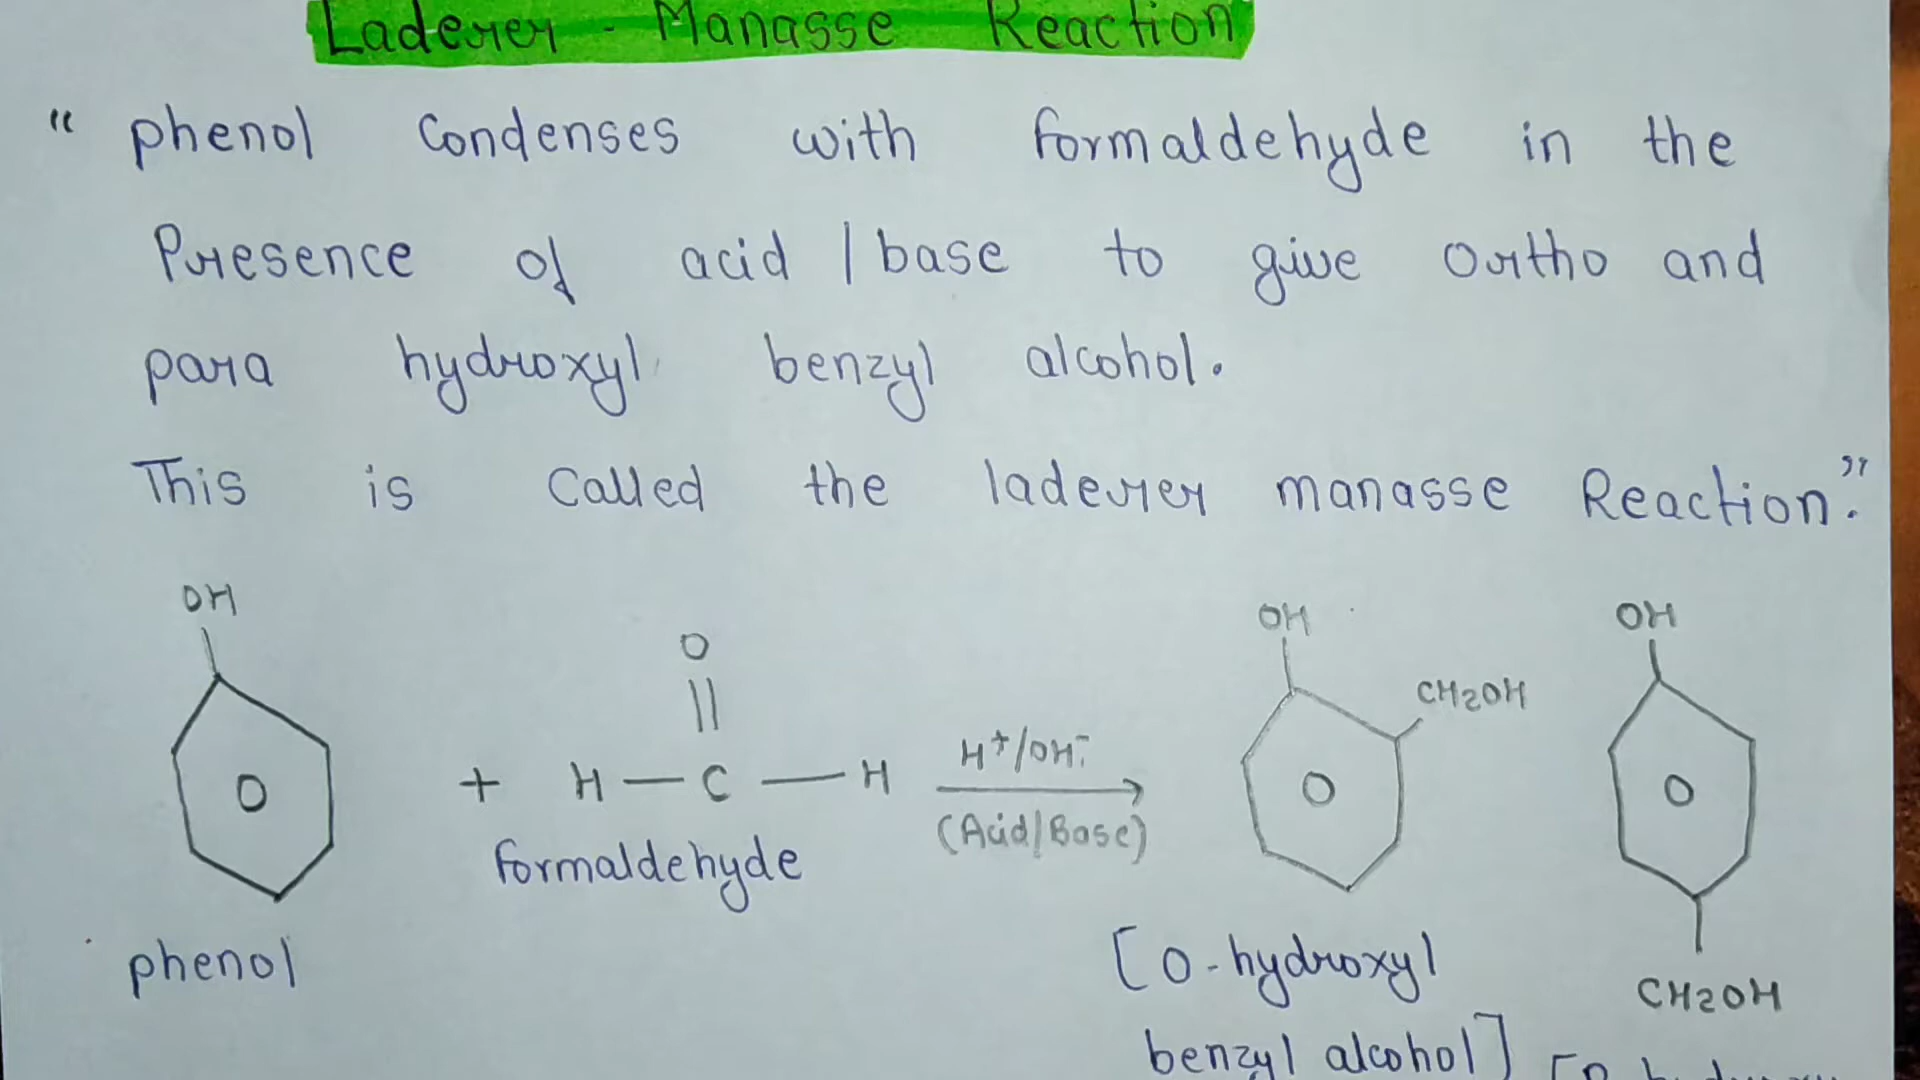 Laderer - Manasse Reaction
“ phenol Condenses with formaldehyde in the
Presence of acid / base to give Ortho and
para hydroxyl benzyl alcohol.
This is Called the laderer manasse Reaction.”
OH
O
O
||
+ H — C — H
H+/OH-
(Acid/Base)
formaldehyde
phenol
OH
CH2OH
O
[O-hydroxyl
benzyl alcohol]
OH
O
CH2OH